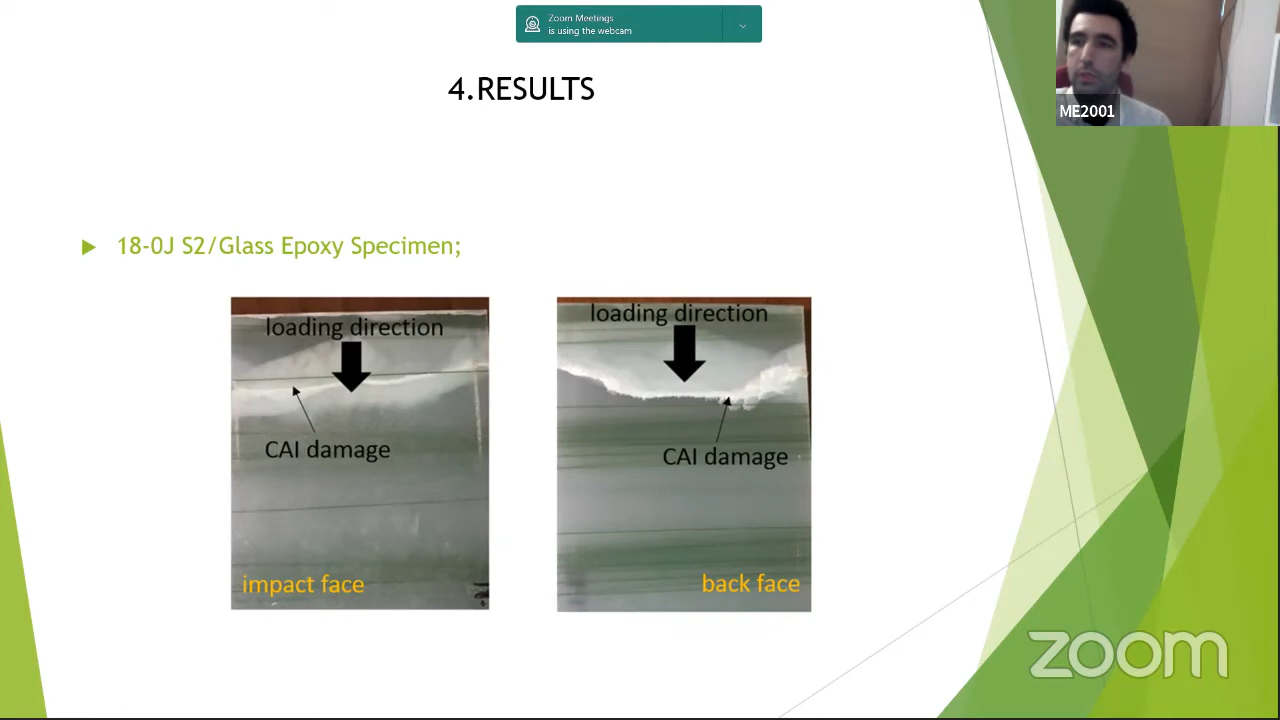 Zoom Meetings
is using the webcam
4.RESULTS
ME2001
18-0J S2/Glass Epoxy Specimen;
loading direction
CAI damage
impact face
loading direction
CAI damage
back face
zoom